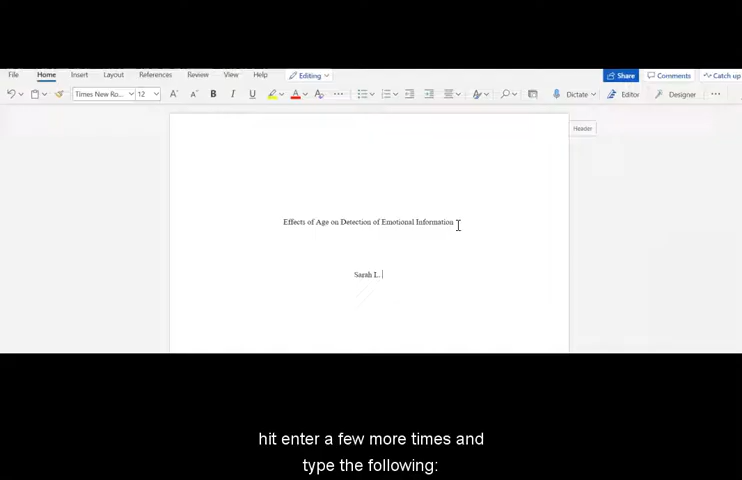 File Home Insert Layout References Review View Help Editing Share Comments Catch up
Times New Ro... 12 A A B I U A Dictate Editor Designer
Header
Effects of Age on Detection of Emotional Information
Sarah L.
hit enter a few more times and
type the following: